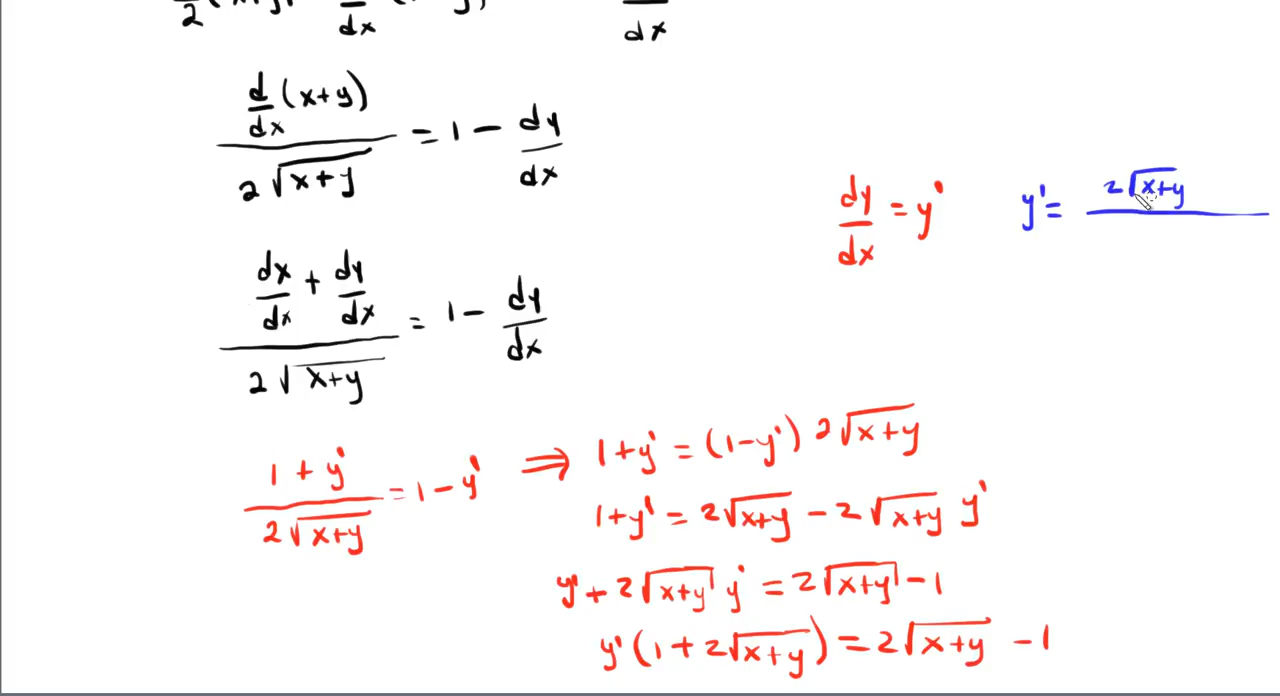 d/dx (x+y) / 2√(x+y) = 1 − dy/dx
dy/dx = y'
y' = 2√(x+y)
(dx/dx + dy/dx) / 2√(x+y) = 1 − dy/dx
(1 + y') / 2√(x+y) = 1 − y' ⇒ 1+y' = (1−y') 2√(x+y)
1+y' = 2√(x+y) − 2√(x+y) y'
y' + 2√(x+y) y' = 2√(x+y) − 1
y' (1 + 2√(x+y)) = 2√(x+y) − 1